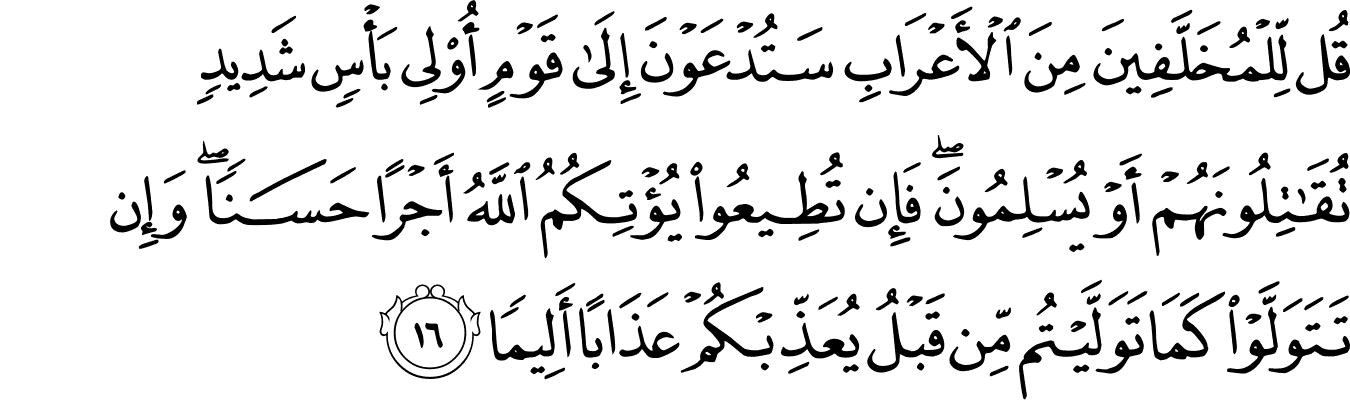 قُل لِّلْمُخَلَّفِينَ مِنَ ٱلْأَعْرَابِ سَتُدْعَوْنَ إِلَىٰ قَوْمٍ أُو۟لِى بَأْسٍ شَدِيدٍ
تُقَـٰتِلُونَهُمْ أَوْ يُسْلِمُونَ ۖ فَإِن تُطِيعُوا۟ يُؤْتِكُمُ ٱللَّهُ أَجْرًا حَسَنًا ۖ وَإِن
تَتَوَلَّوْا۟ كَمَا تَوَلَّيْتُم مِّن قَبْلُ يُعَذِّبْكُمْ عَذَابًا أَلِيمًا ١٦